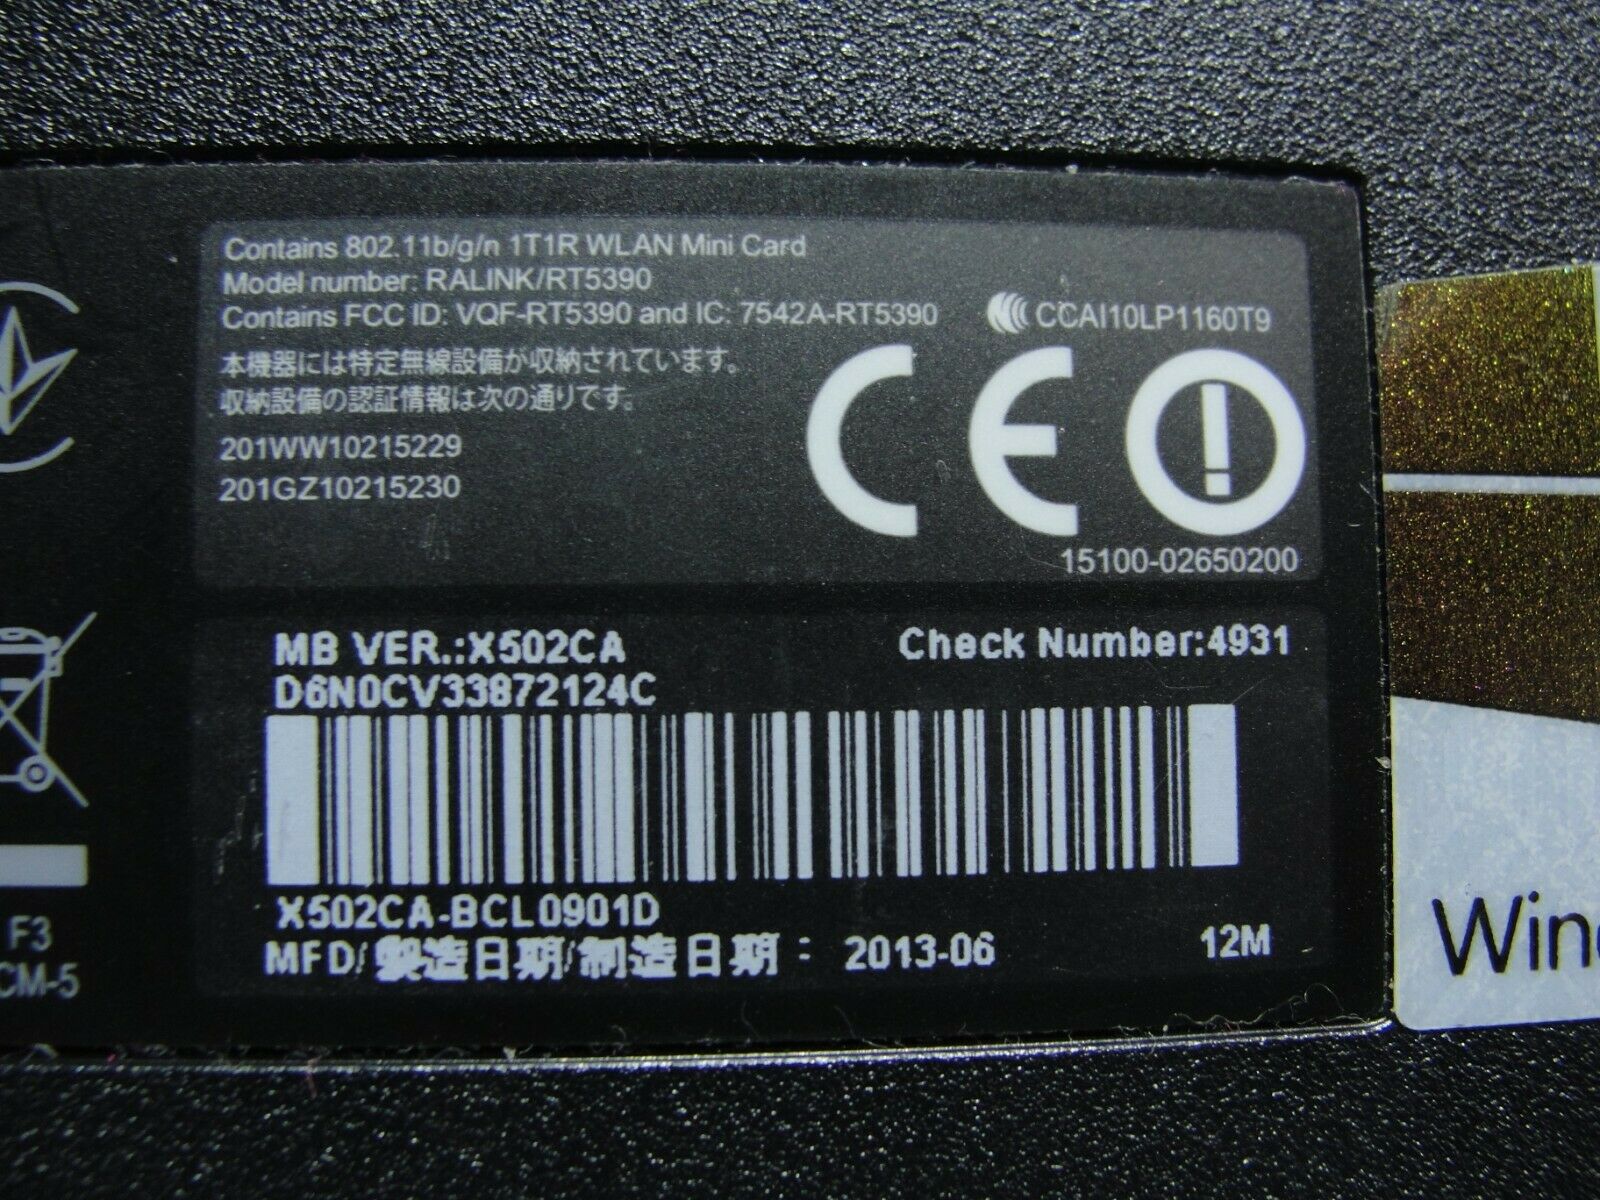 Contains 802.11b/g/n 1T1R WLAN Mini Card
Model number: RALINK/RT5390
Contains FCC ID: VQF-RT5390 and IC: 7542A-RT5390
CCAI10LP1160T9
本機器には特定無線設備が収納されています。
収納設備の認証情報は次の通りです。
201WW10215229
201GZ10215230
CE
15100-02650200
MB VER.:X502CA
Check Number:4931
D6N0CV33872124C
X502CA-BCL0901D
MFD/製造日期/制造日期: 2013-06
12M
F3
CM-5
Wind